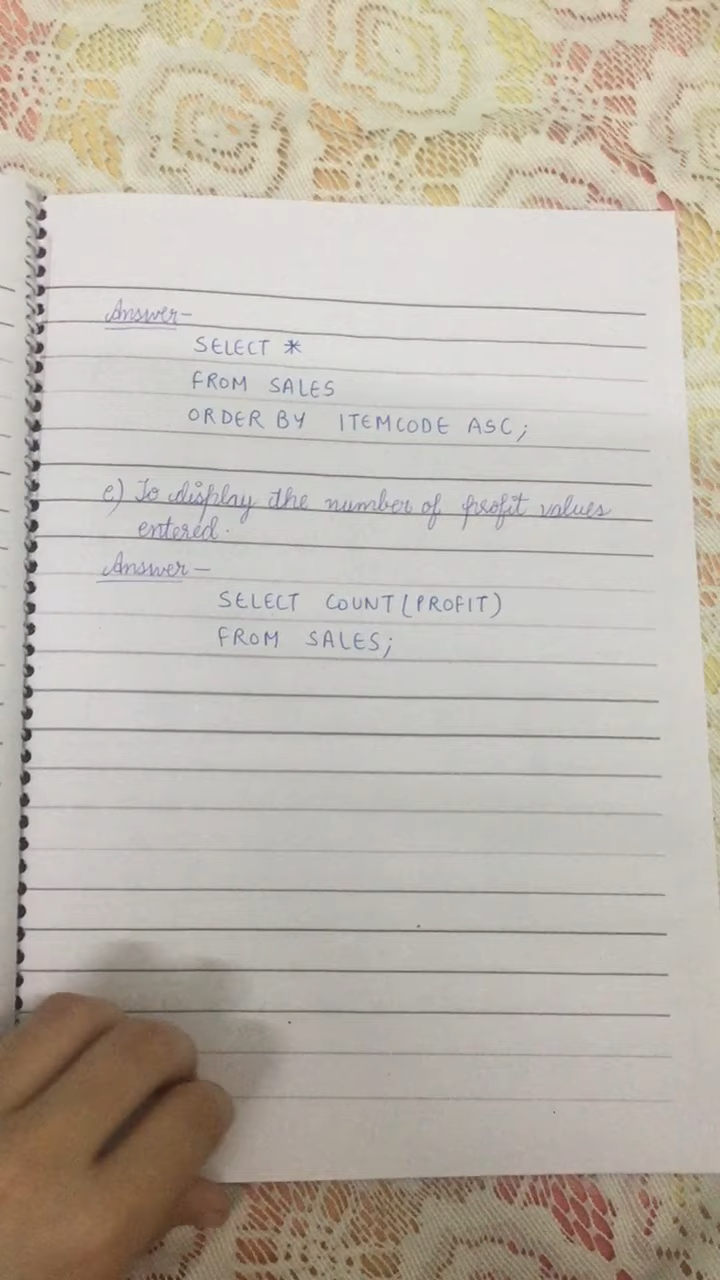 Answer-
SELECT *
FROM SALES
ORDER BY ITEMCODE ASC;
e) To display the number of profit values
entered.
Answer-
SELECT COUNT(PROFIT)
FROM SALES;